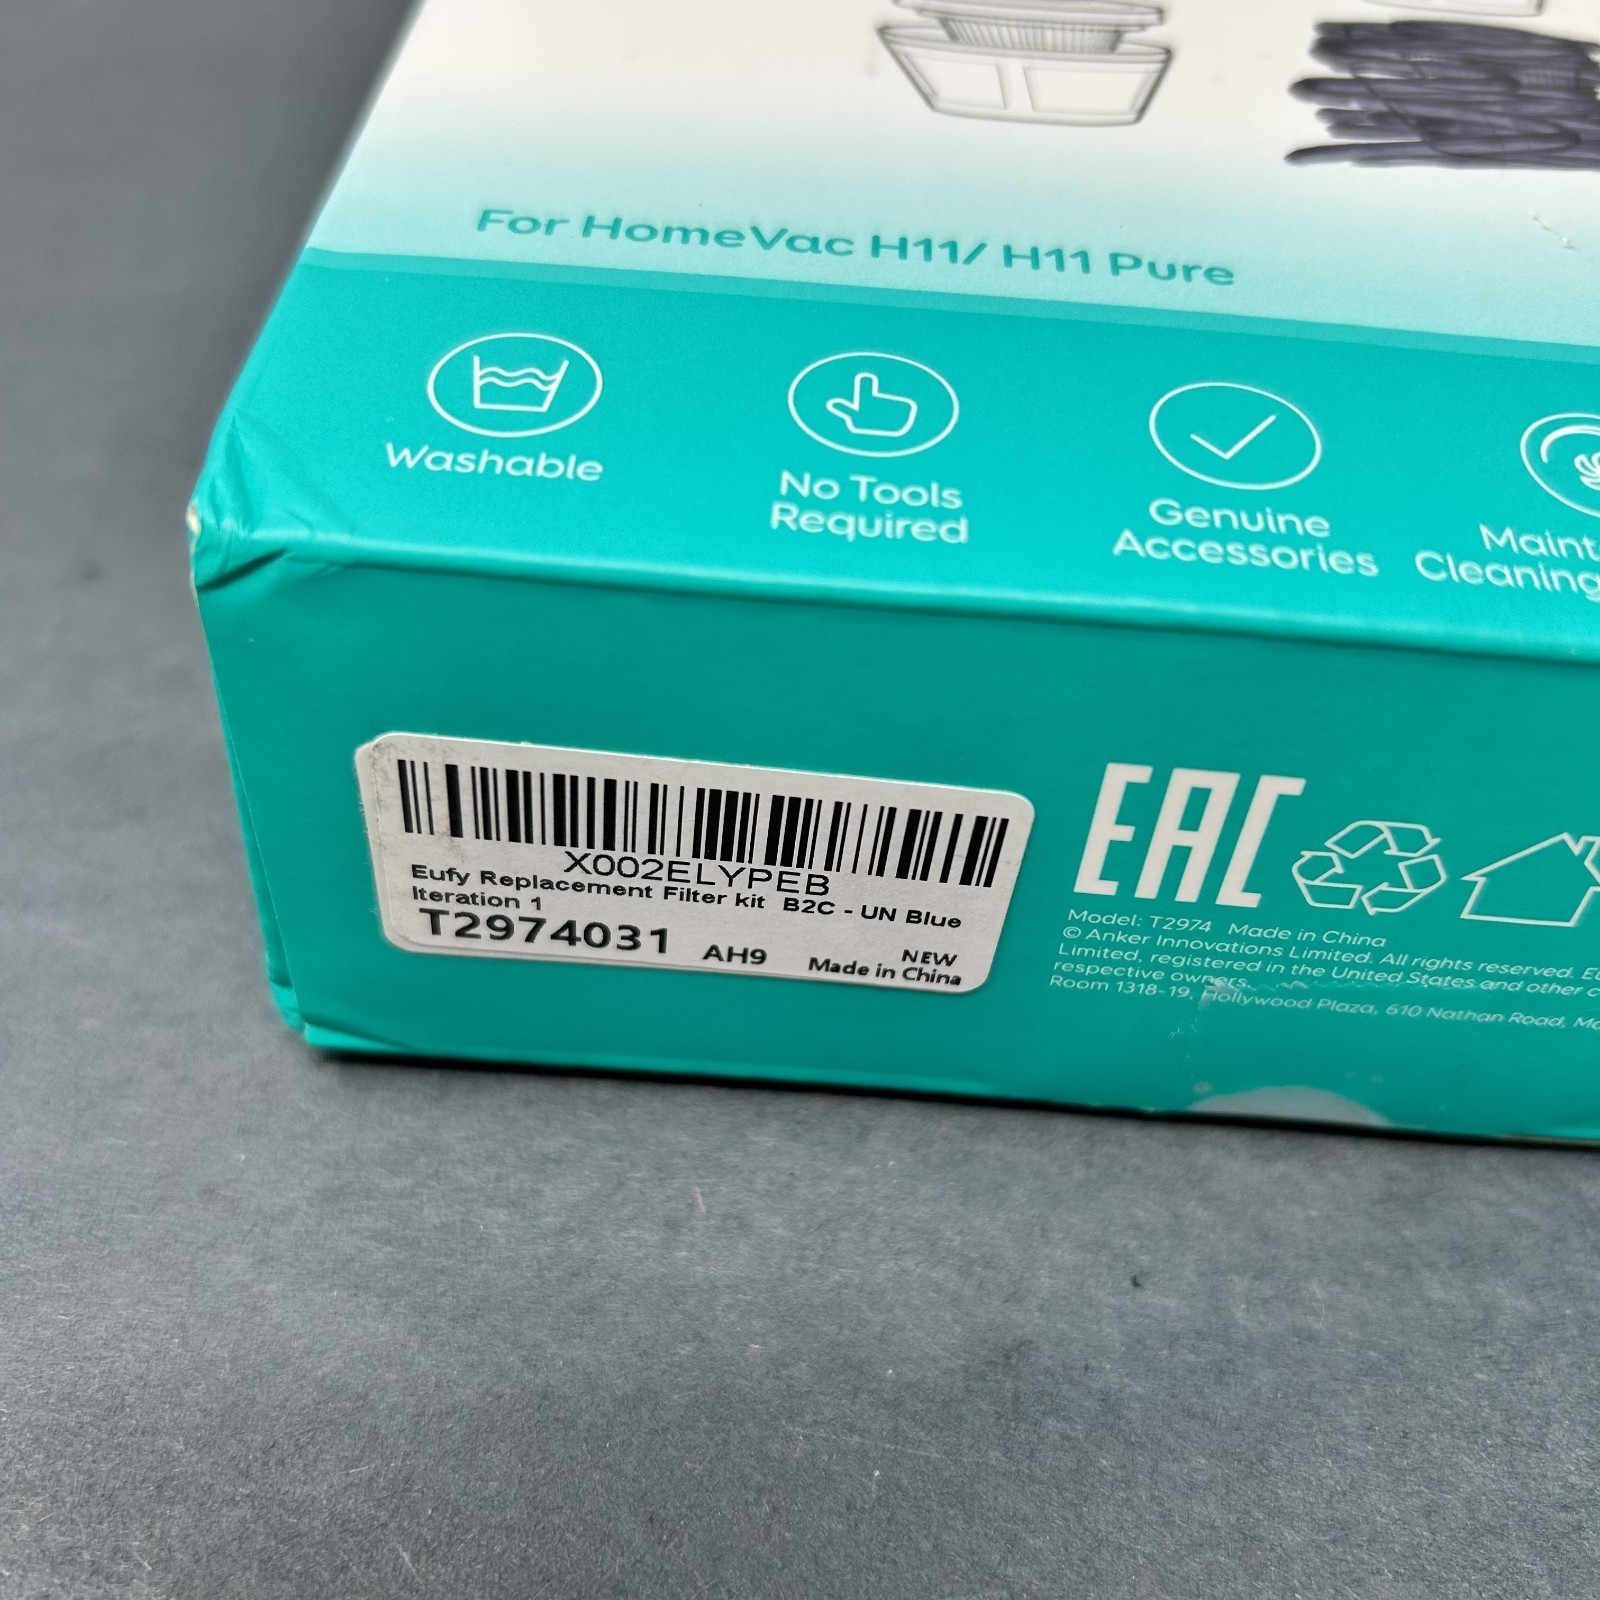 For HomeVac H11/ H11 Pure
Washable
No Tools
Required
Genuine
Accessories
Maint
Cleaning
X002ELYPEB
Eufy Replacement Filter kit B2C - UN Blue
Iteration 1
T2974031 AH9
NEW
Made in China
EAC
Model: T2974 Made in China
© Anker Innovations Limited. All rights reserved.
Limited, registered in the United States and other
respective owners.
Room 1318-19, Hollywood Plaza, 610 Nathan Road,